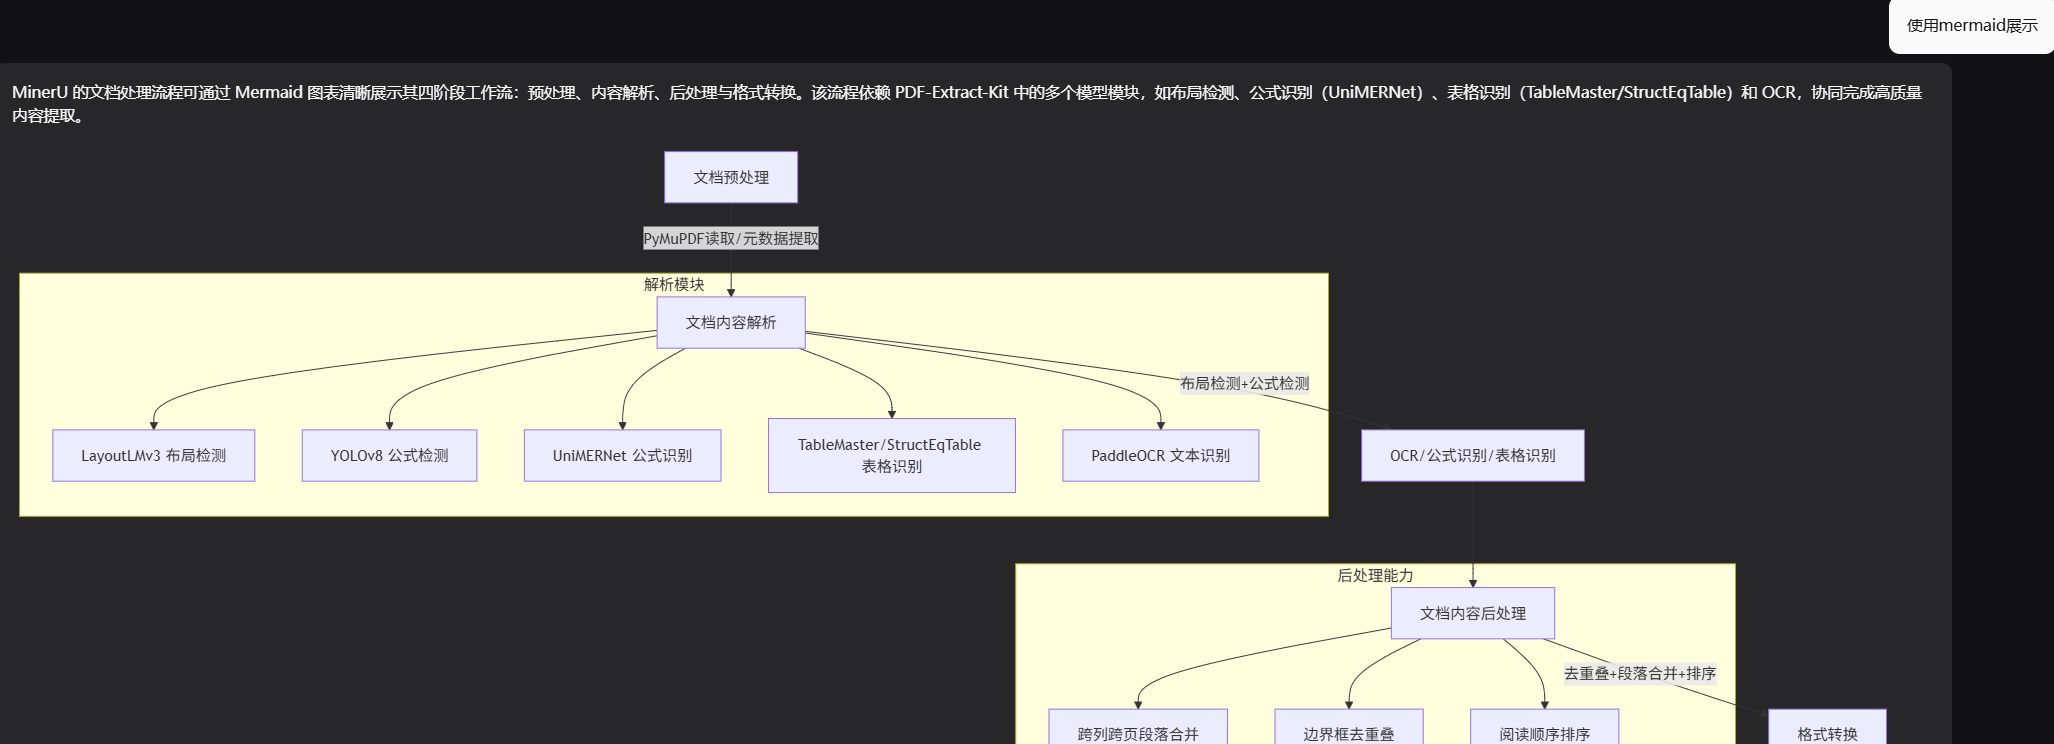 使用mermaid展示
MinerU 的文档处理流程可通过 Mermaid 图表清晰展示其四阶段工作流：预处理、内容解析、后处理与格式转换。该流程依赖 PDF-Extract-Kit 中的多个模型模块，如布局检测、公式识别（UniMERNet）、表格识别（TableMaster/StructEqTable）和 OCR，协同完成高质量
内容提取。
文档预处理
PyMuPDF读取/元数据提取
解析模块
文档内容解析
布局检测+公式检测
LayoutLMv3 布局检测
YOLOv8 公式检测
UniMERNet 公式识别
TableMaster/StructEqTable
表格识别
PaddleOCR 文本识别
OCR/公式识别/表格识别
后处理能力
文档内容后处理
去重叠+段落合并+排序
跨列跨页段落合并
边界框去重叠
阅读顺序排序
格式转换